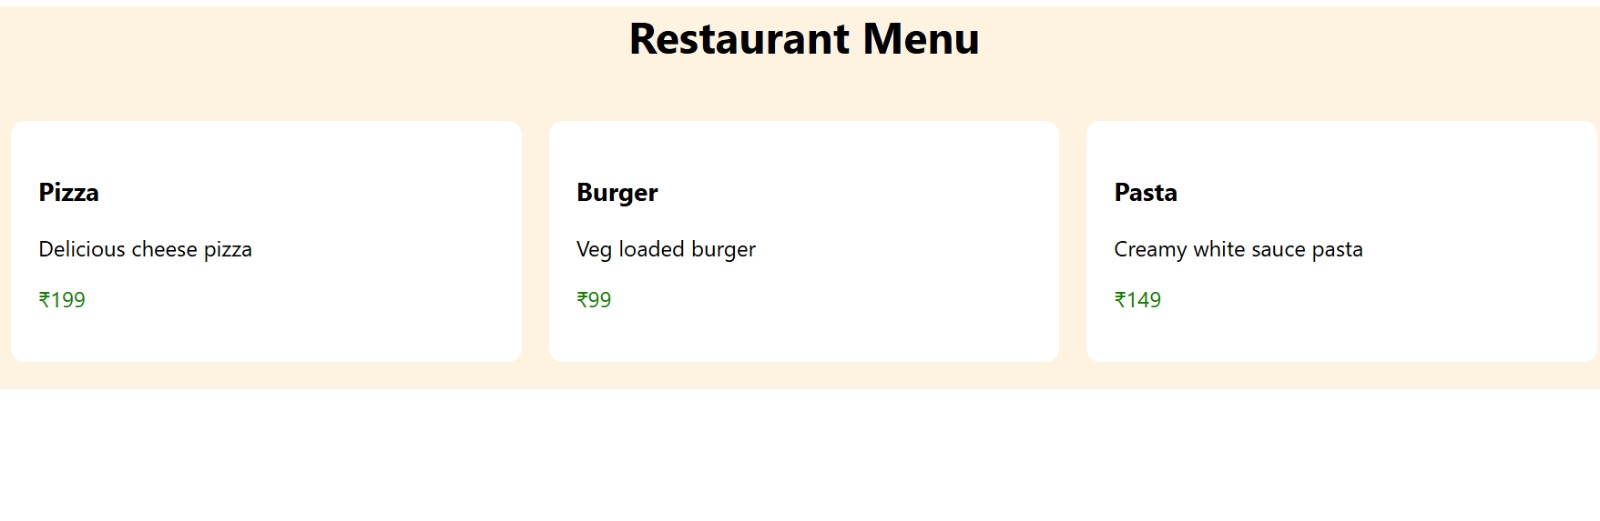 Restaurant Menu
Pizza
Delicious cheese pizza
₹199
Burger
Veg loaded burger
₹99
Pasta
Creamy white sauce pasta
₹149